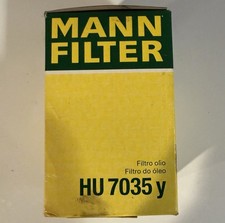 MANN
FILTER
Filtro olio
Filtro do óleo
HU 7035 y